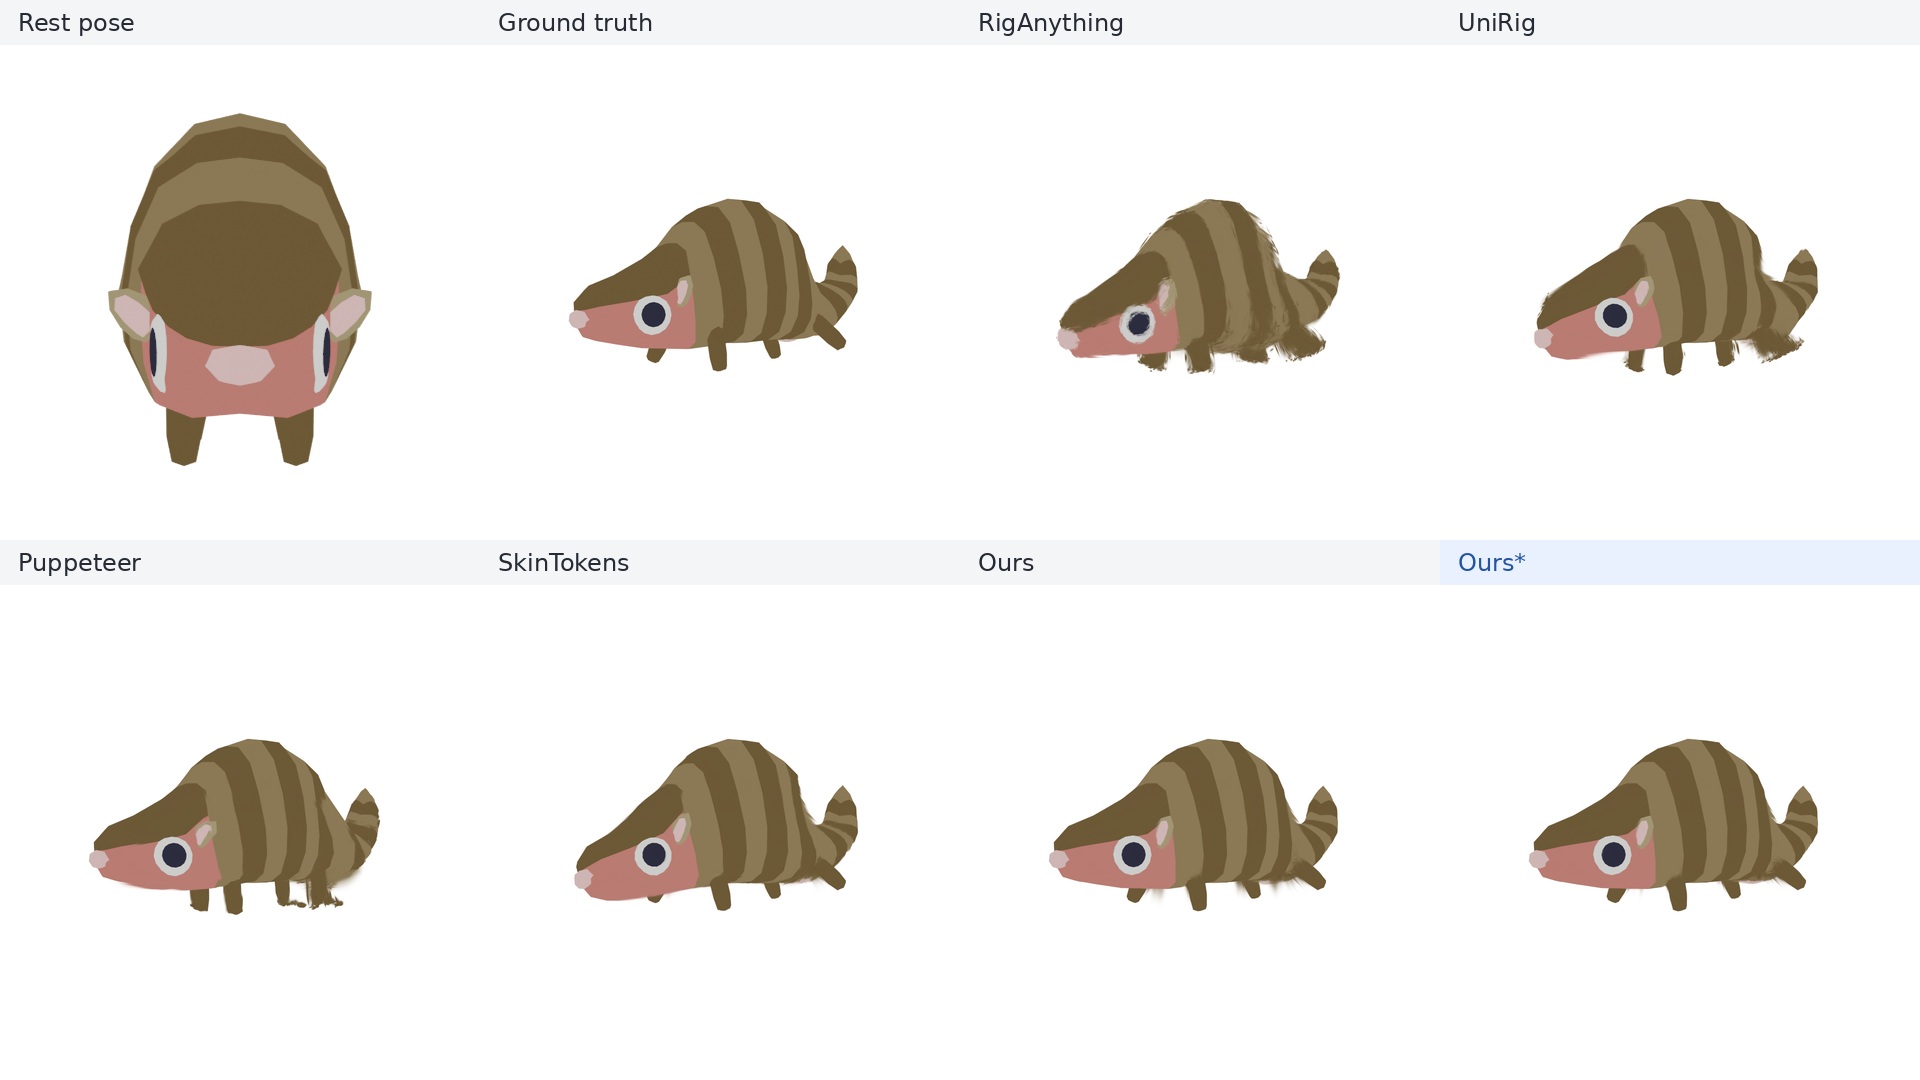 Rest pose
Ground truth
RigAnything
UniRig
Puppeteer
SkinTokens
Ours
Ours*